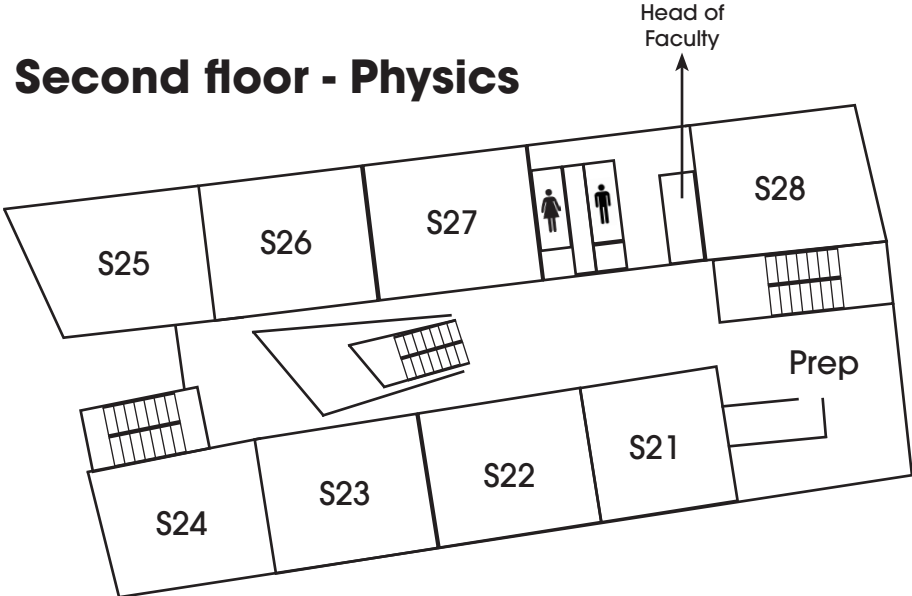 Head of
Faculty
Second floor - Physics
S28
S27
S26
S25
Prep
S21
S22
S23
S24